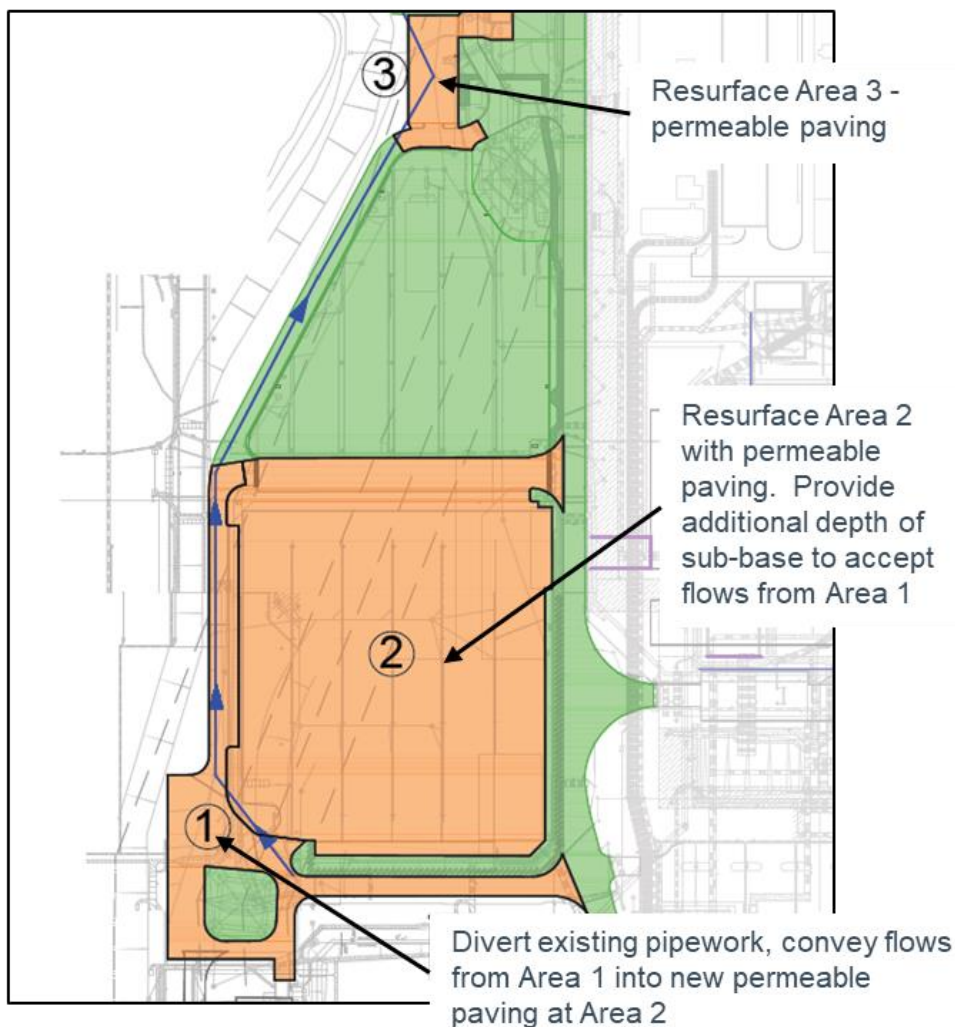 3
Resurface Area 3 -
permeable paving
Resurface Area 2
with permeable
paving.  Provide
additional depth of
sub-base to accept
flows from Area 1
2
1
Divert existing pipework, convey flows
from Area 1 into new permeable
paving at Area 2